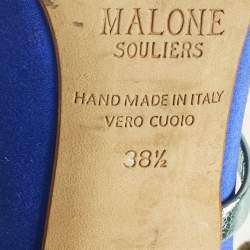 MALONE
SOULIERS
HAND MADE IN ITALY
VERO CUOIO
38½